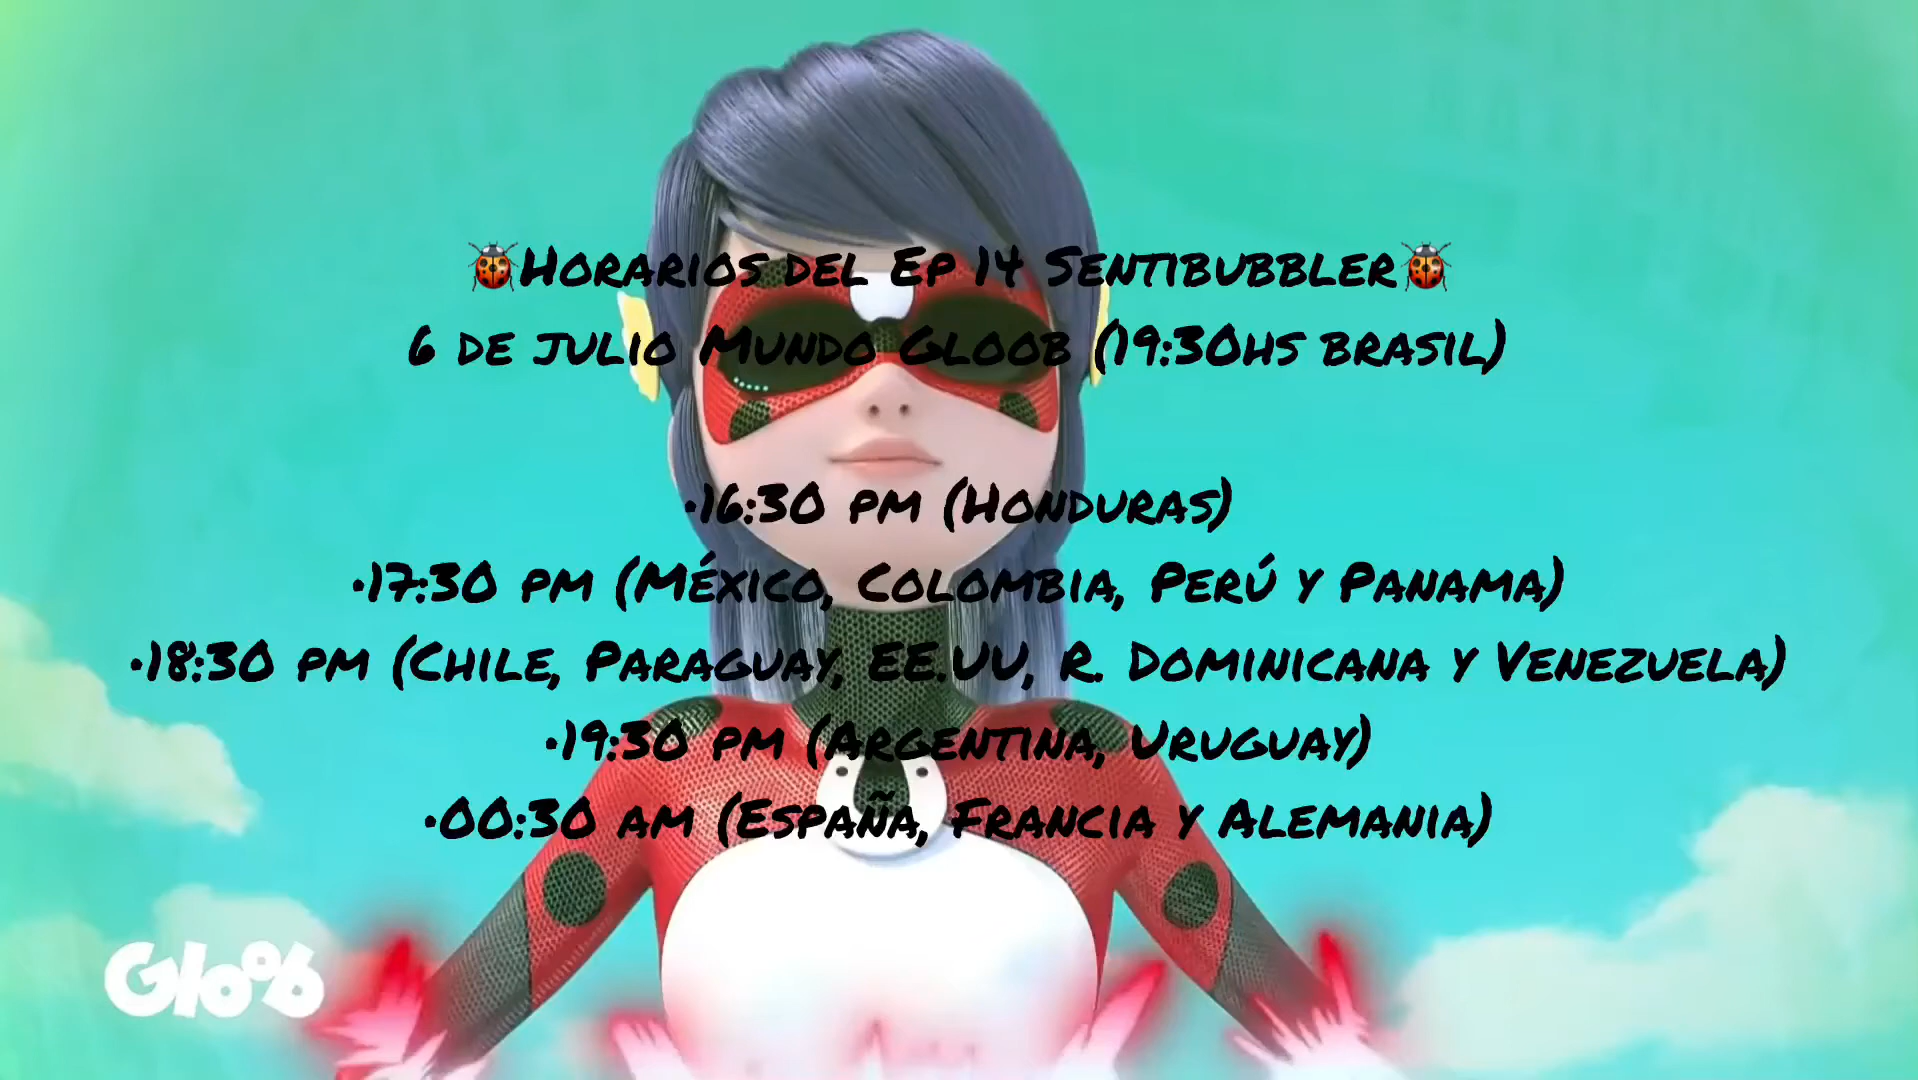 🐞Horarios del Ep 14 Sentibubbler🐞
6 de julio Mundo Gloob (19:30hs brasil)
•16:30 pm (Honduras)
•17:30 pm (México, Colombia, Perú y Panama)
•18:30 pm (Chile, Paraguay, EE.UU, R. Dominicana y Venezuela)
•19:30 pm (Argentina, Uruguay)
•00:30 am (España, Francia y Alemania)
Gloob